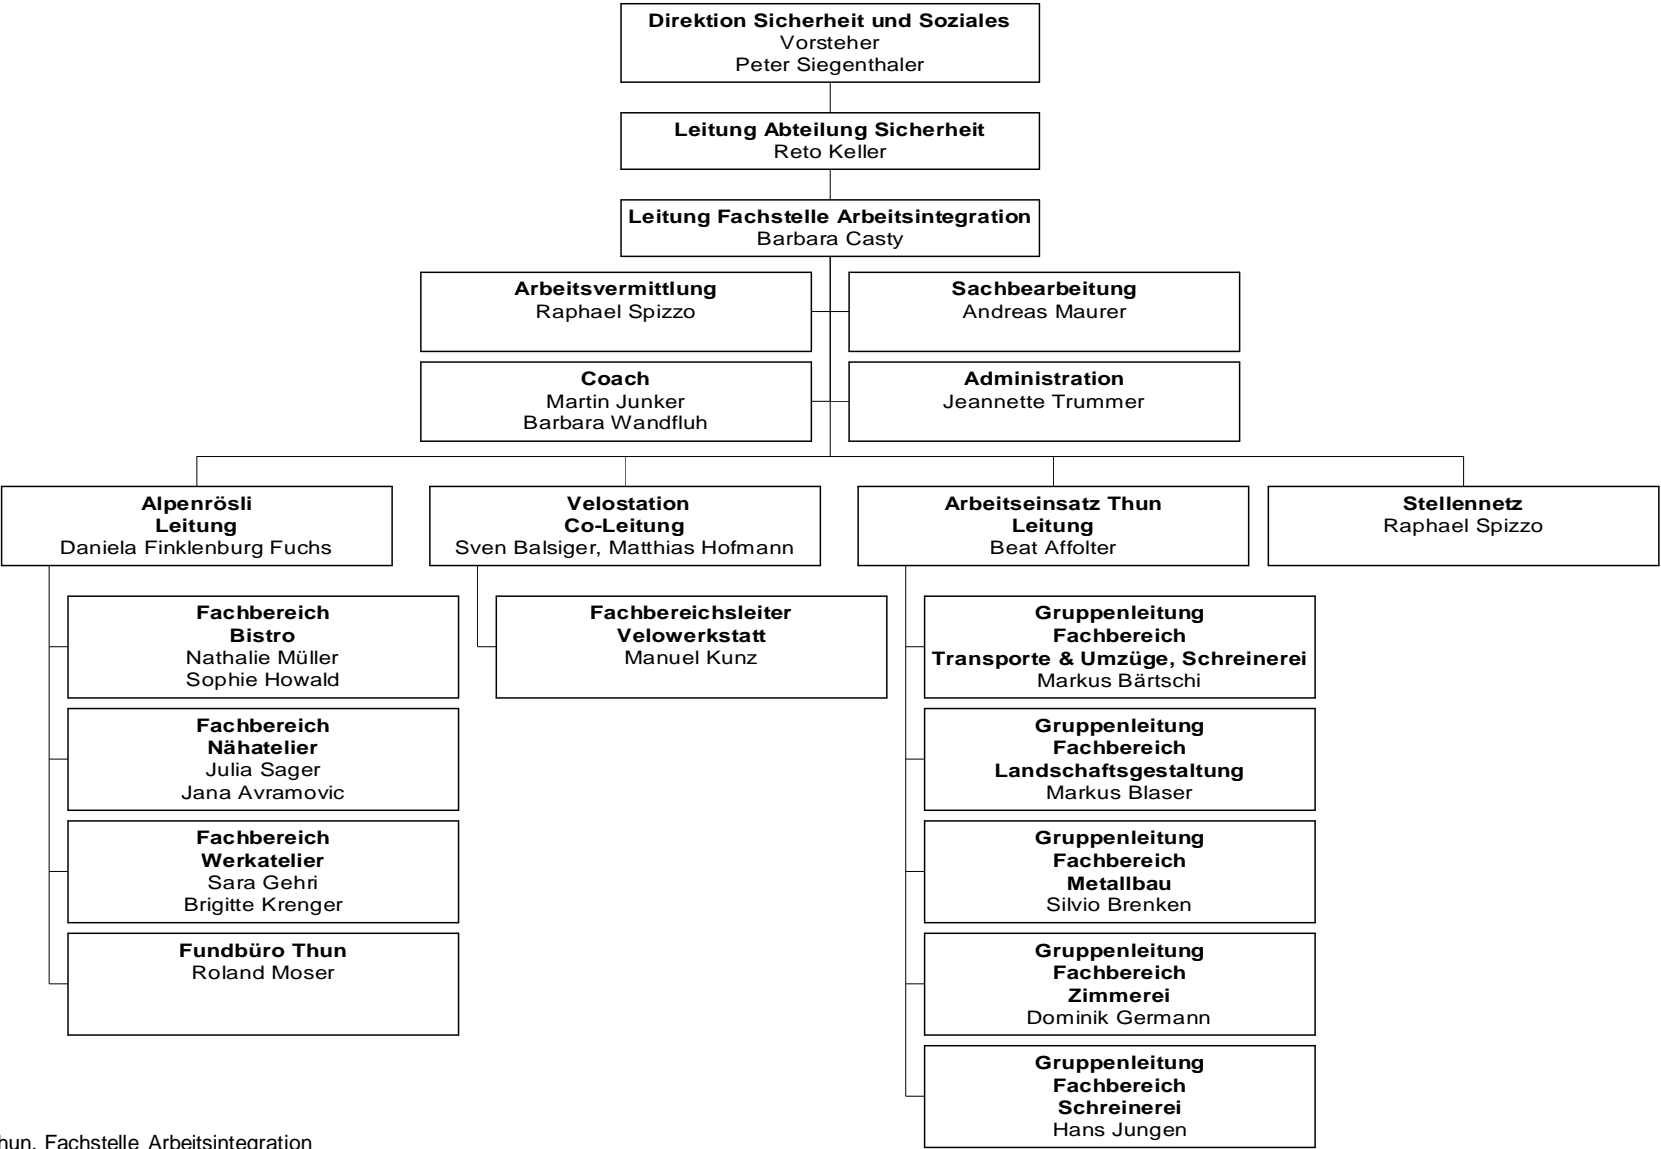 Direktion Sicherheit und Soziales
Vorsteher
Peter Siegenthaler
Leitung Abteilung Sicherheit
Reto Keller
Leitung Fachstelle Arbeitsintegration
Barbara Casty
Arbeitsvermittlung
Raphael Spizzo
Sachbearbeitung
Andreas Maurer
Coach
Martin Junker
Barbara Wandfluh
Administration
Jeannette Trummer
Alpenrösli
Leitung
Daniela Finklenburg Fuchs
Velostation
Co-Leitung
Sven Balsiger, Matthias Hofmann
Arbeitseinsatz Thun
Leitung
Beat Affolter
Stellennetz
Raphael Spizzo
Fachbereich
Bistro
Nathalie Müller
Sophie Howald
Fachbereich
Nähatelier
Julia Sager
Jana Avramovic
Fachbereich
Werkatelier
Sara Gehri
Brigitte Krenger
Fundbüro Thun
Roland Moser
Fachbereichsleiter
Velowerkstatt
Manuel Kunz
Gruppenleitung
Fachbereich
Transporte & Umzüge, Schreinerei
Markus Bärtschi
Gruppenleitung
Fachbereich
Landschaftsgestaltung
Markus Blaser
Gruppenleitung
Fachbereich
Metallbau
Silvio Brenken
Gruppenleitung
Fachbereich
Zimmerei
Dominik Germann
Gruppenleitung
Fachbereich
Schreinerei
Hans Jungen
hun, Fachstelle Arbeitsintegration